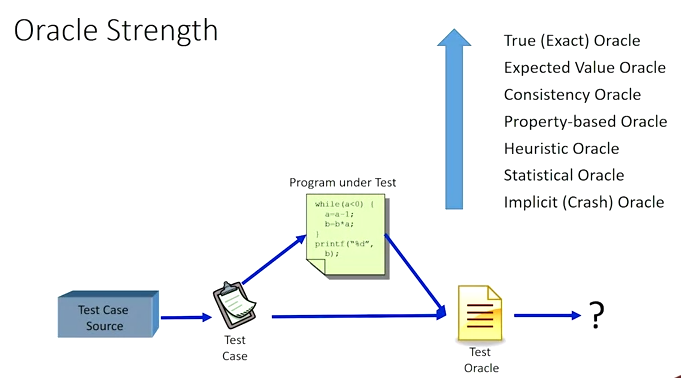 Oracle Strength
True (Exact) Oracle
Expected Value Oracle
Consistency Oracle
Property-based Oracle
Heuristic Oracle
Statistical Oracle
Implicit (Crash) Oracle
Program under Test
while(a<0) {
a=a-1;
b=b*a;
}
printf("%d",
b);
Test Case
Source
Test
Case
Test
Oracle
?